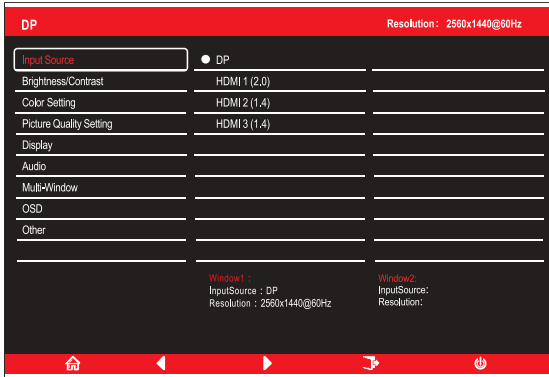 DP Resolution: 2560x1440@60Hz
Input Source DP
Brightness/Contrast HDMI 1 (2,0)
Color Setting HDMI 2 (1.4)
Picture Quality Setting HDMI 3 (1.4)
Display
Audio
Multi-Window
OSD
Other
Window1 : Window2:
InputSource : DP InputSource:
Resolution : 2560x1440@60Hz Resolution: